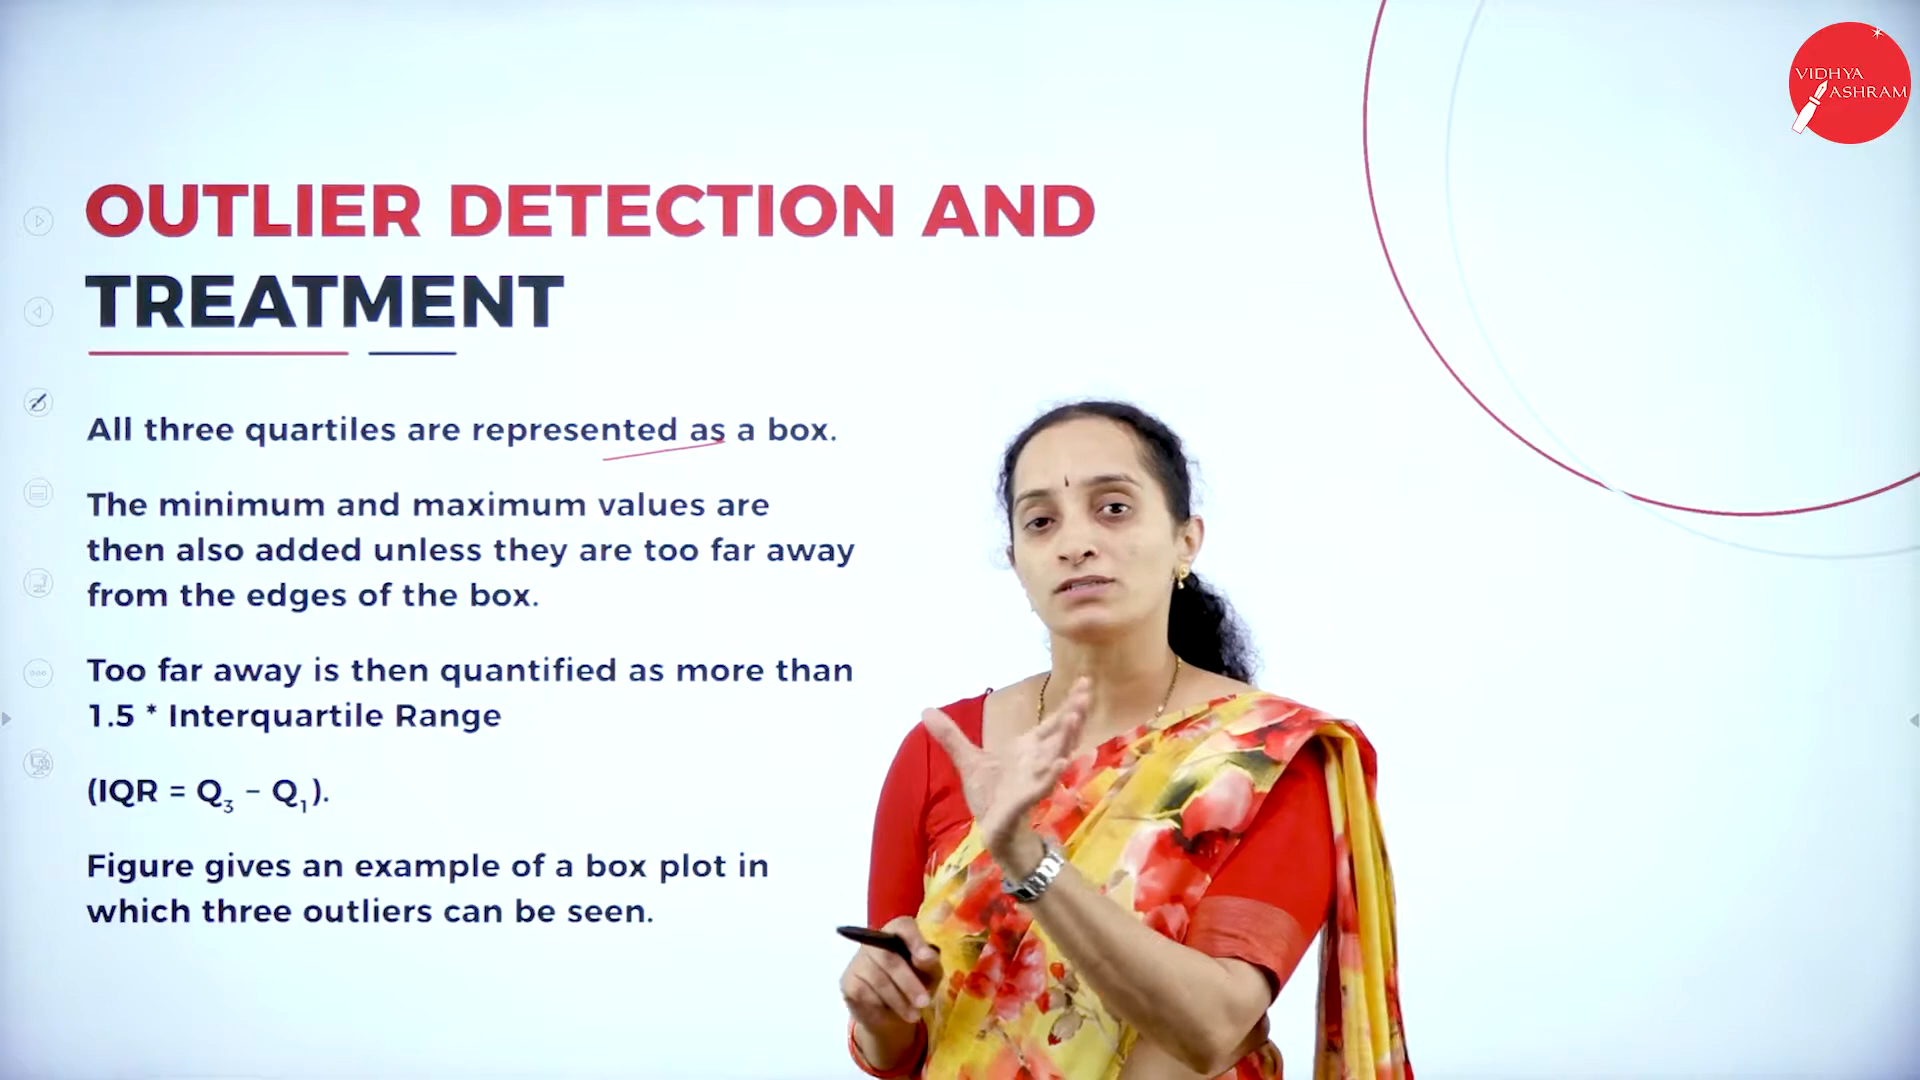 VIDHYA
ASHRAM
OUTLIER DETECTION AND
TREATMENT
All three quartiles are represented as a box.
The minimum and maximum values are
then also added unless they are too far away
from the edges of the box.
Too far away is then quantified as more than
1.5 * Interquartile Range
(IQR = Q₃ – Q₁).
Figure gives an example of a box plot in
which three outliers can be seen.